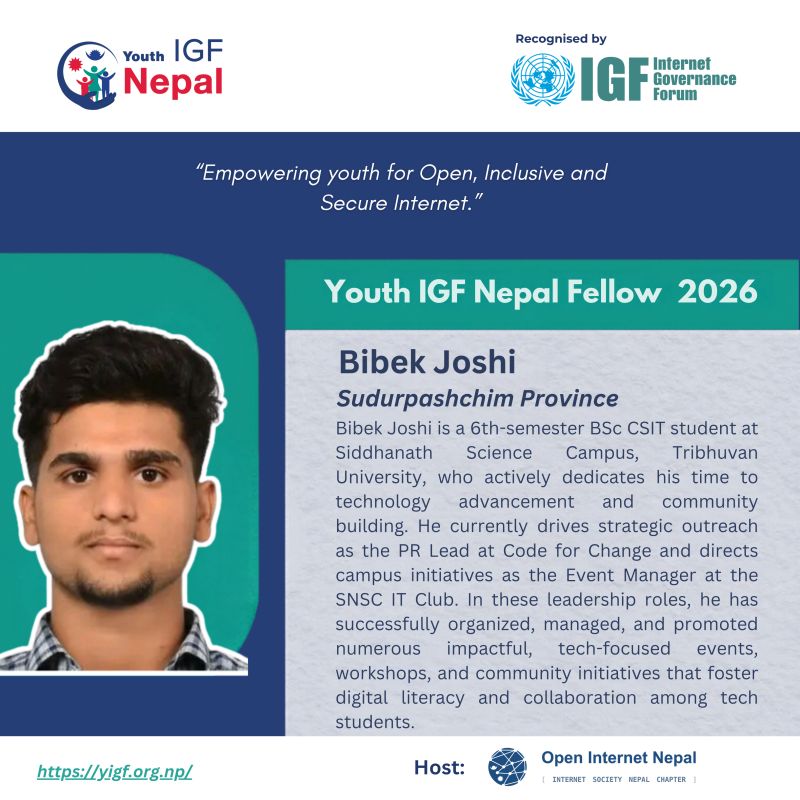 Youth IGF
Nepal
Recognised by
IGF Internet
Governance
Forum
“Empowering youth for Open, Inclusive and
Secure Internet.”
Youth IGF Nepal Fellow 2026
Bibek Joshi
Sudurpashchim Province
Bibek Joshi is a 6th-semester BSc CSIT student at
Siddhanath Science Campus, Tribhuvan
University, who actively dedicates his time to
technology advancement and community
building. He currently drives strategic outreach
as the PR Lead at Code for Change and directs
campus initiatives as the Event Manager at the
SNSC IT Club. In these leadership roles, he has
successfully organized, managed, and promoted
numerous impactful, tech-focused events,
workshops, and community initiatives that foster
digital literacy and collaboration among tech
students.
https://yigf.org.np/
Host:
Open Internet Nepal
[ INTERNET SOCIETY NEPAL CHAPTER ]